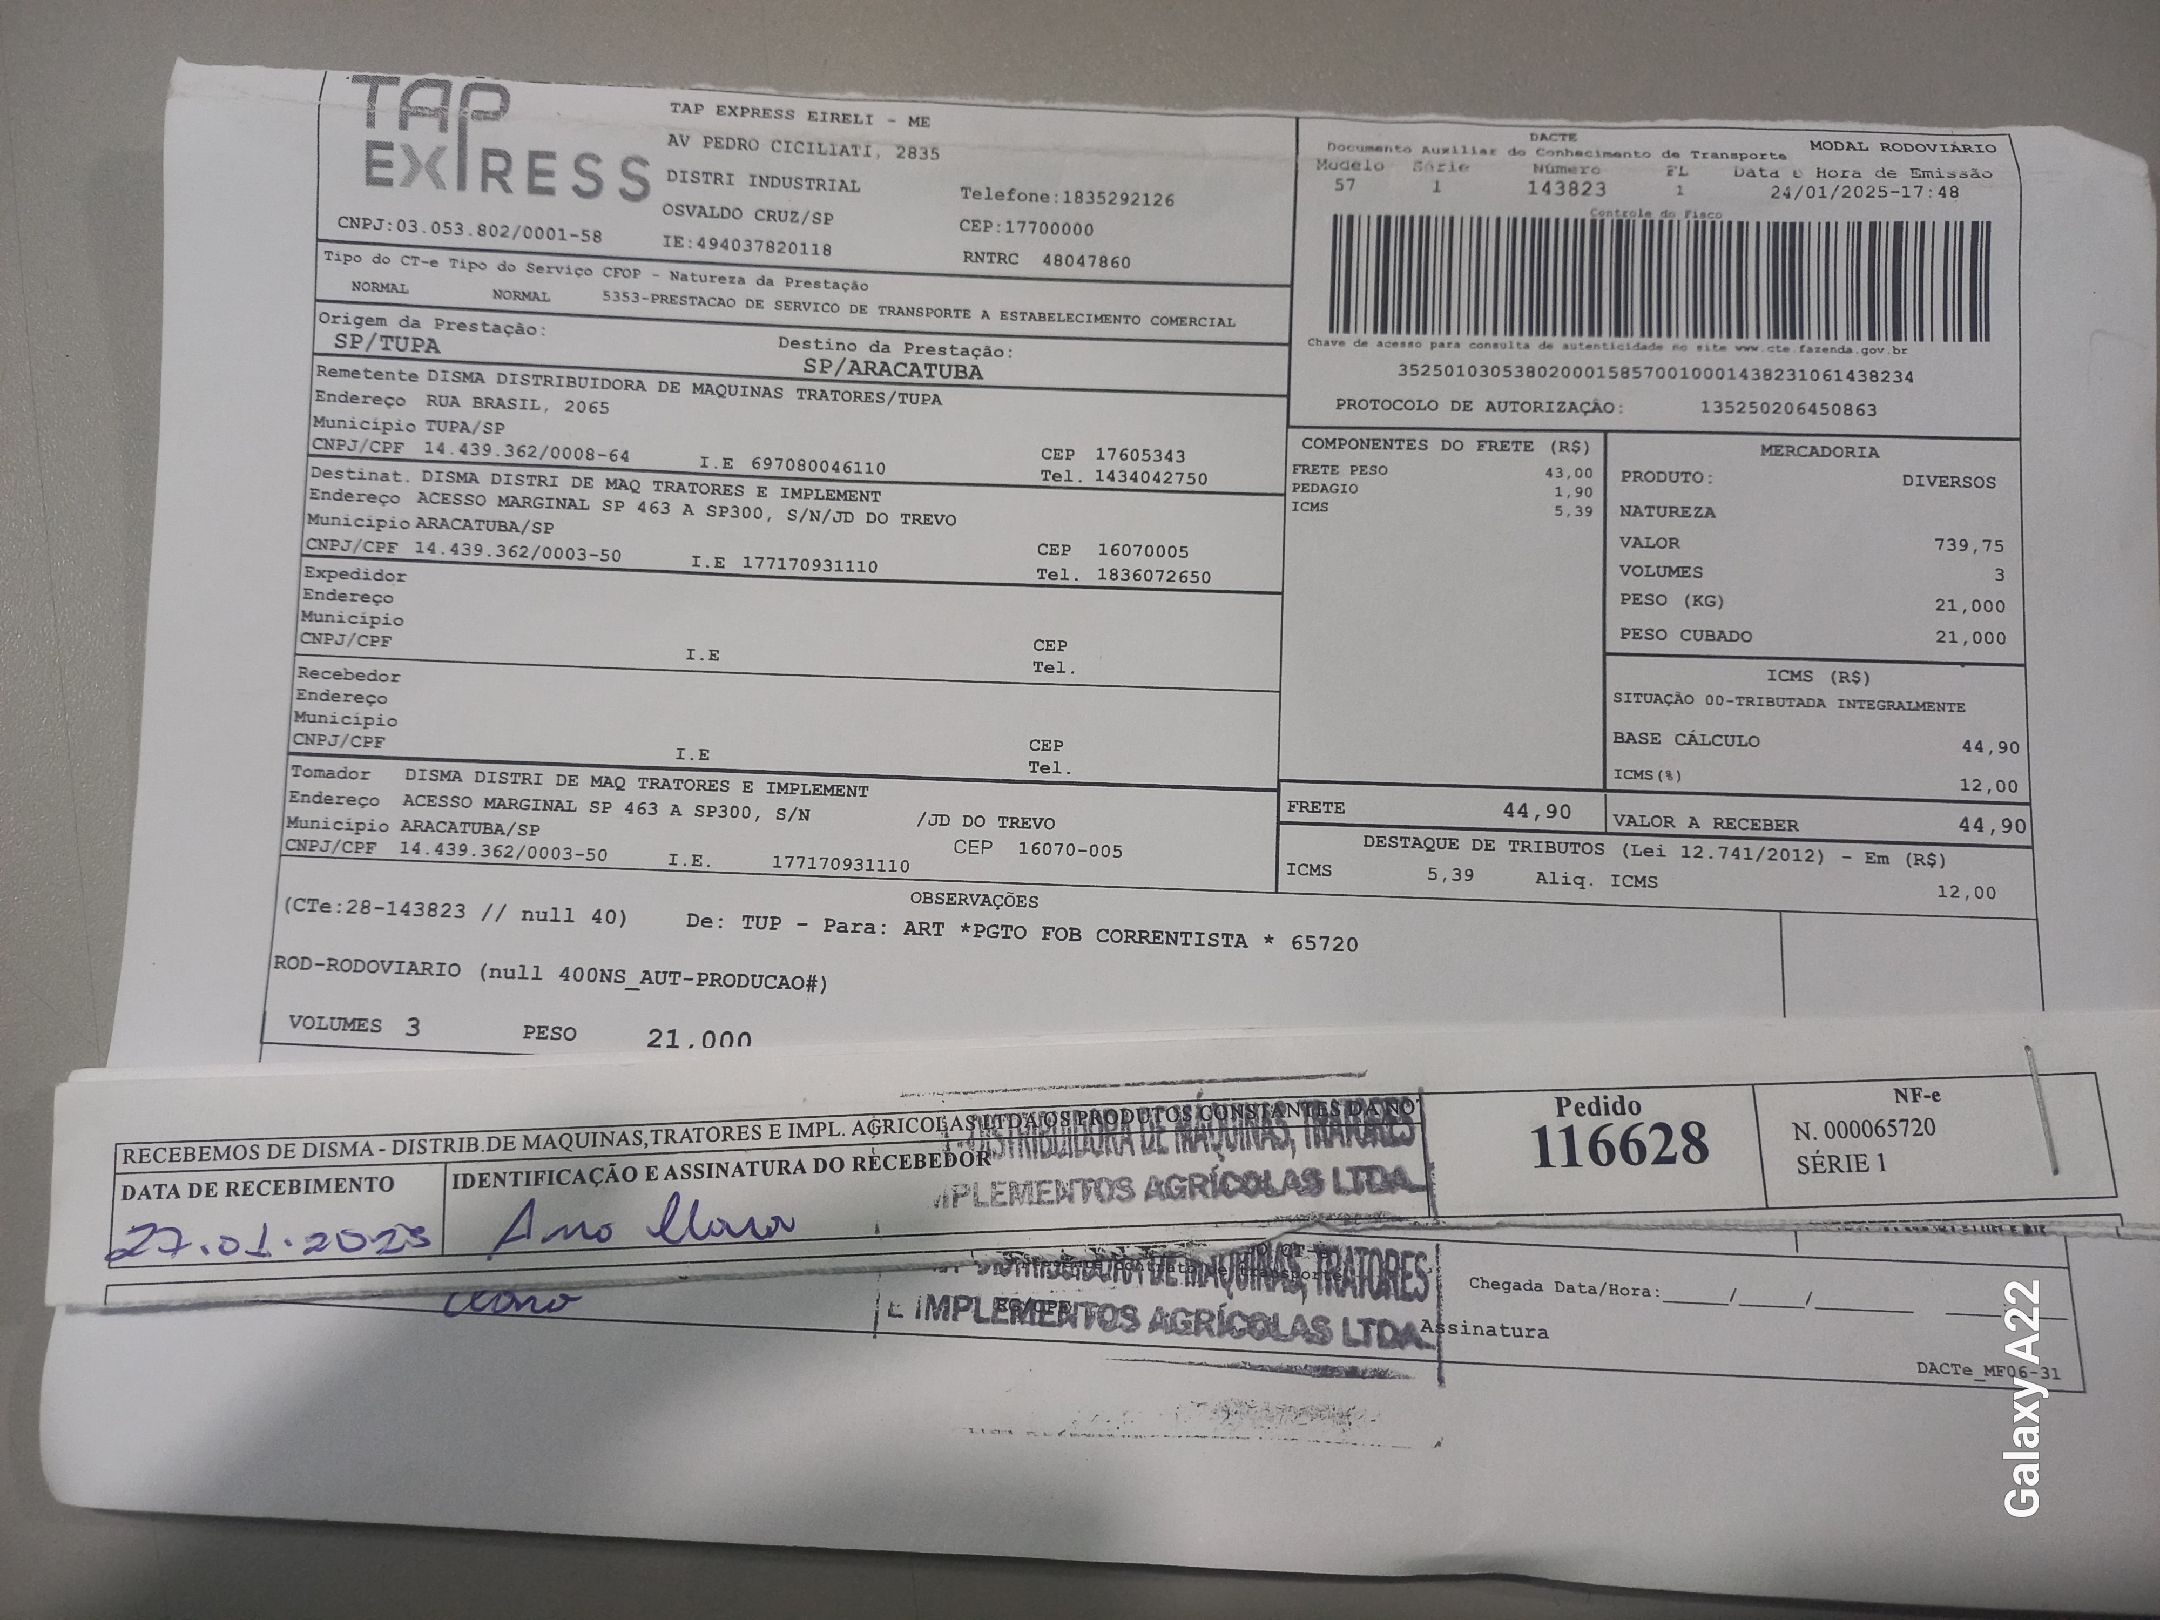 TAP
EXPRESS
CNPJ:03.053.802/0001-58
TAP EXPRESS EIRELI - ME
AV PEDRO CICILIATI, 2835
DISTRI INDUSTRIAL
OSVALDO CRUZ/SP
IE:494037820118
Telefone:1835292126
CEP:17700000
RNTRC 48047860
DACTE
Documento Auxiliar do Conhecimento de Transporte
MODAL RODOVIÁRIO
Modelo Série Número FL Data e Hora de Emissão
57 1 143823 1 24/01/2025-17:48
Controle do Fisco
Chave de acesso para consulta de autenticidade no site www.cte.fazenda.gov.br
35250103053802000158570010001438231061438234
PROTOCOLO DE AUTORIZAÇÃO: 135250206450863
Tipo do CT-e Tipo do Serviço CFOP - Natureza da Prestação
NORMAL NORMAL 5353-PRESTACAO DE SERVICO DE TRANSPORTE A ESTABELECIMENTO COMERCIAL
Origem da Prestação:
SP/TUPA
Destino da Prestação:
SP/ARACATUBA
Remetente DISMA DISTRIBUIDORA DE MAQUINAS TRATORES/TUPA
Endereço RUA BRASIL, 2065
Município TUPA/SP CEP 17605343
CNPJ/CPF 14.439.362/0008-64 I.E 697080046110 Tel. 1434042750
Destinat. DISMA DISTRI DE MAQ TRATORES E IMPLEMENT
Endereço ACESSO MARGINAL SP 463 A SP300, S/N/JD DO TREVO
Município ARACATUBA/SP CEP 16070005
CNPJ/CPF 14.439.362/0003-50 I.E 177170931110 Tel. 1836072650
Expedidor
Endereço
Município CEP
CNPJ/CPF I.E Tel.
Recebedor
Endereço
Município CEP
CNPJ/CPF I.E Tel.
Tomador DISMA DISTRI DE MAQ TRATORES E IMPLEMENT
Endereço ACESSO MARGINAL SP 463 A SP300, S/N /JD DO TREVO
Município ARACATUBA/SP CEP 16070-005
CNPJ/CPF 14.439.362/0003-50 I.E. 177170931110
COMPONENTES DO FRETE (R$)
FRETE PESO 43,00
PEDAGIO 1,90
ICMS 5,39
MERCADORIA
PRODUTO: DIVERSOS
NATUREZA
VALOR 739,75
VOLUMES 3
PESO (KG) 21,000
PESO CUBADO 21,000
ICMS (R$)
SITUAÇÃO 00-TRIBUTADA INTEGRALMENTE
BASE CÁLCULO 44,90
ICMS(%) 12,00
FRETE 44,90
VALOR A RECEBER 44,90
DESTAQUE DE TRIBUTOS (Lei 12.741/2012) - Em (R$)
ICMS 5,39 Aliq. ICMS 12,00
OBSERVAÇÕES
(CTe:28-143823 // null 40) De: TUP - Para: ART *PGTO FOB CORRENTISTA * 65720
ROD-RODOVIARIO (null 400NS_AUT-PRODUCAO#)
VOLUMES 3 PESO 21.000
RECEBEMOS DE DISMA - DISTRIB.DE MAQUINAS,TRATORES E IMPL. AGRICOLAS LTDA OS PRODUTOS CONSTANTES DA NO
DATA DE RECEBIMENTO
27.01.2025
IDENTIFICAÇÃO E ASSINATURA DO RECEBEDOR
DISTRIBUIDORA DE MÁQUINAS, TRATORES
IMPLEMENTOS AGRÍCOLAS LTDA
Pedido
116628
NF-e
N. 000065720
SÉRIE 1
DISTRIBUIDORA DE MÁQUINAS, TRATORES
E IMPLEMENTOS AGRÍCOLAS LTDA
Chegada Data/Hora:_____/_____/_______
Assinatura
DACTe_MF06-31
Galaxy A22